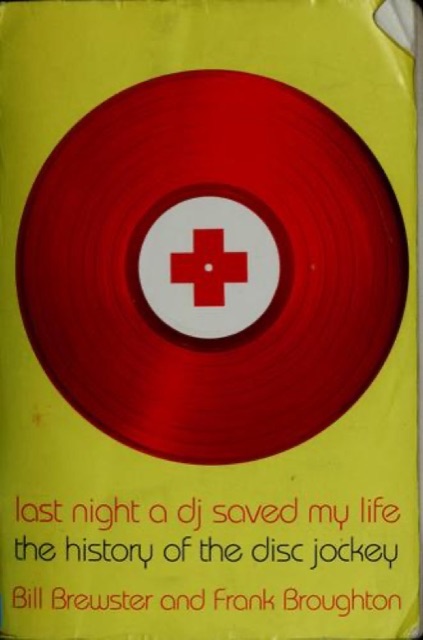 last night a dj saved my life
the history of the disc jockey
Bill Brewster and Frank Broughton